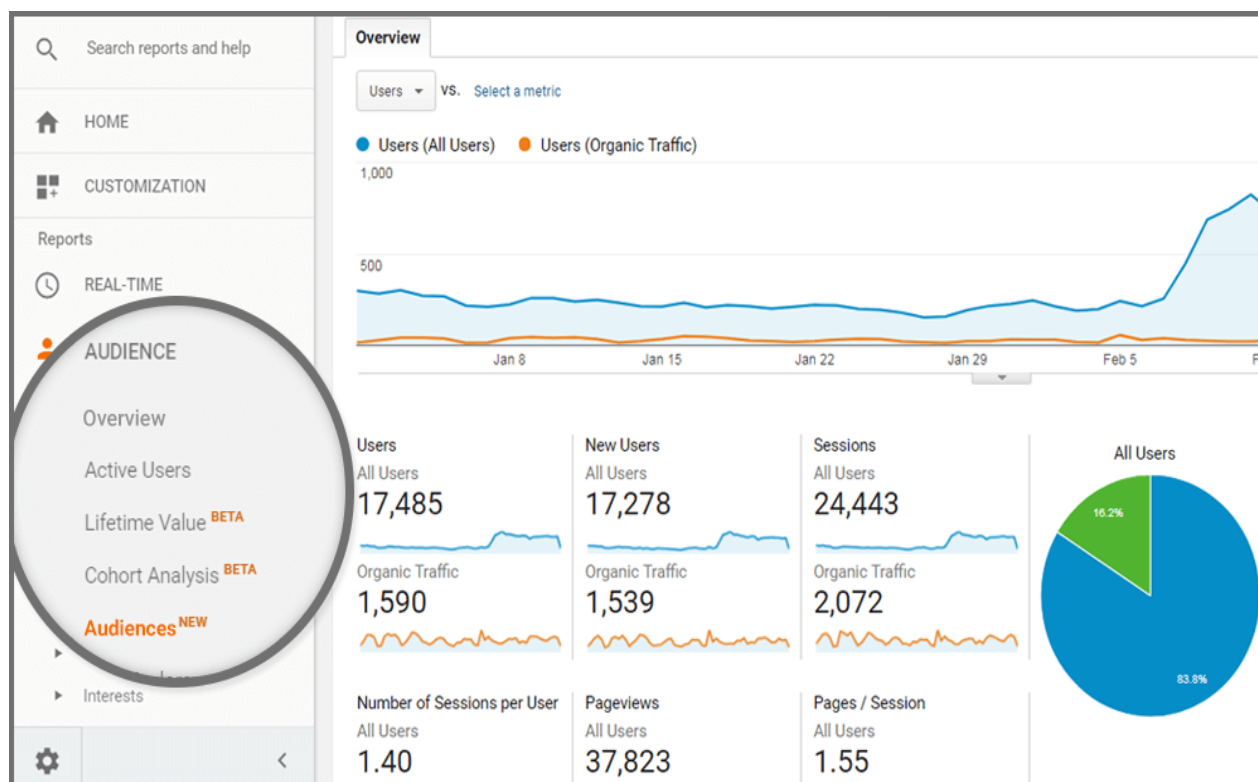 Search reports and help
HOME
CUSTOMIZATION
Reports
REAL-TIME
AUDIENCE
Overview
Active Users
Lifetime Value BETA
Cohort Analysis BETA
Audiences NEW
Interests
Overview
Users VS. Select a metric
Users (All Users) Users (Organic Traffic)
1,000
500
Jan 8 Jan 15 Jan 22 Jan 29 Feb 5
Users New Users Sessions
All Users All Users All Users
17,485 17,278 24,443
Organic Traffic Organic Traffic Organic Traffic
1,590 1,539 2,072
Number of Sessions per User Pageviews Pages / Session
All Users All Users All Users
1.40 37,823 1.55
All Users
16.2%
83.8%